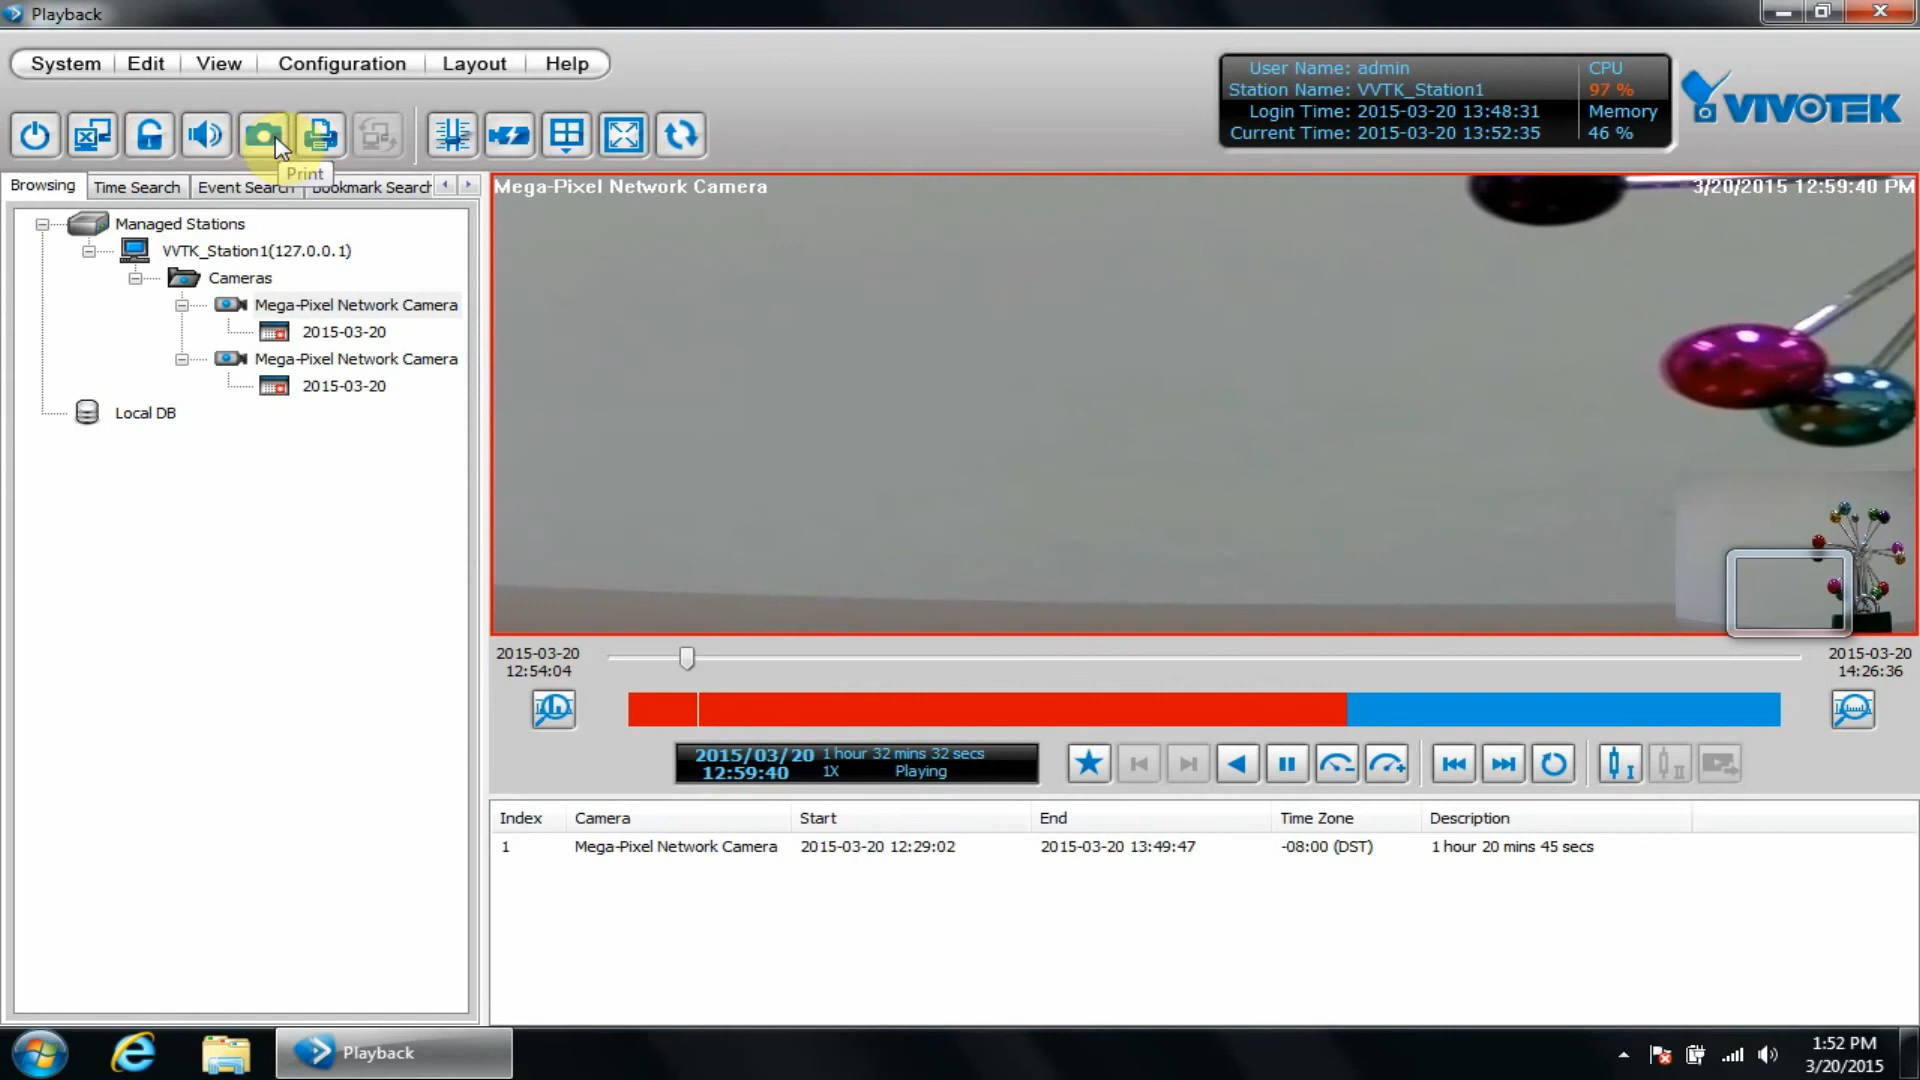 Playback
System Edit View Configuration Layout Help
User Name: admin
Station Name: VVTK_Station1
Login Time: 2015-03-20 13:48:31
Current Time: 2015-03-20 13:52:35
CPU
97 %
Memory
46 %
VIVOTEK
Print
Browsing Time Search Event Search Bookmark Search
Managed Stations
VVTK_Station1(127.0.0.1)
Cameras
Mega-Pixel Network Camera
2015-03-20
Mega-Pixel Network Camera
2015-03-20
Local DB
Mega-Pixel Network Camera 3/20/2015 12:59:40 PM
2015-03-20
12:54:04
2015-03-20
14:26:36
2015/03/20 1 hour 32 mins 32 secs
12:59:40 1X Playing
I II
Index Camera Start End Time Zone Description
1 Mega-Pixel Network Camera 2015-03-20 12:29:02 2015-03-20 13:49:47 -08:00 (DST) 1 hour 20 mins 45 secs
Playback
1:52 PM
3/20/2015